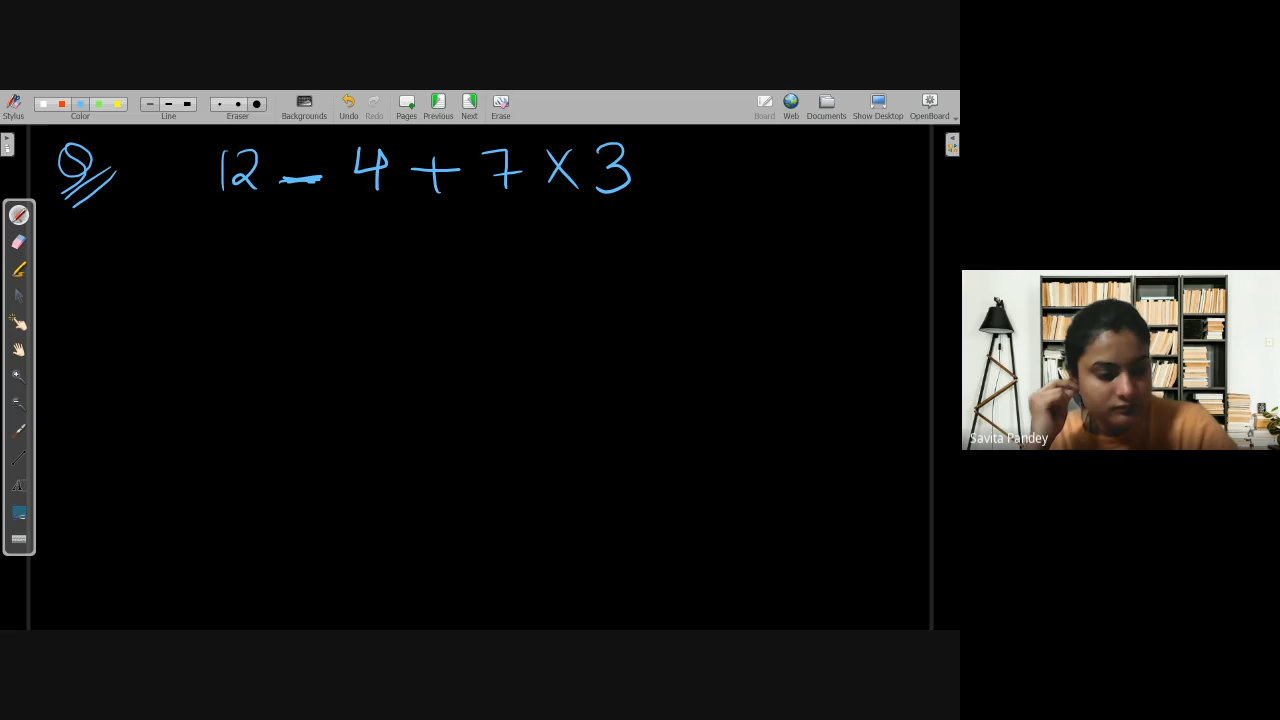 Stylus
Color
Line
Eraser
Backgrounds
Undo
Redo
Pages
Previous
Next
Erase
Board
Web
Documents
Show Desktop
OpenBoard
Q 12 - 4 + 7 X 3
Savita Pandey